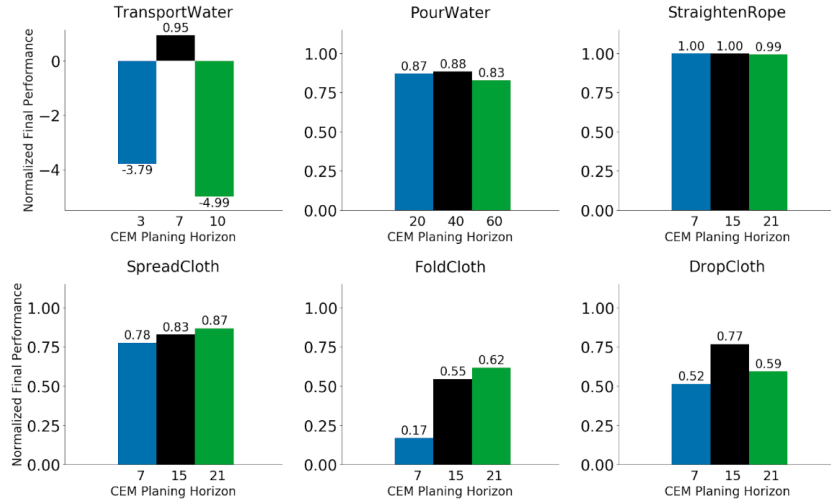 TransportWater
PourWater
StraightenRope
Normalized Final Performance
0
−2
−4
-3.79
0.95
-4.99
3 7 10
CEM Planing Horizon
1.00
0.75
0.50
0.25
0.00
0.87 0.88 0.83
20 40 60
CEM Planing Horizon
1.00
0.75
0.50
0.25
0.00
1.00 1.00 0.99
7 15 21
CEM Planing Horizon
SpreadCloth
FoldCloth
DropCloth
Normalized Final Performance
1.00
0.75
0.50
0.25
0.00
0.78 0.83 0.87
7 15 21
CEM Planing Horizon
1.00
0.75
0.50
0.25
0.00
0.17 0.55 0.62
7 15 21
CEM Planing Horizon
1.00
0.75
0.50
0.25
0.00
0.52 0.77 0.59
7 15 21
CEM Planing Horizon